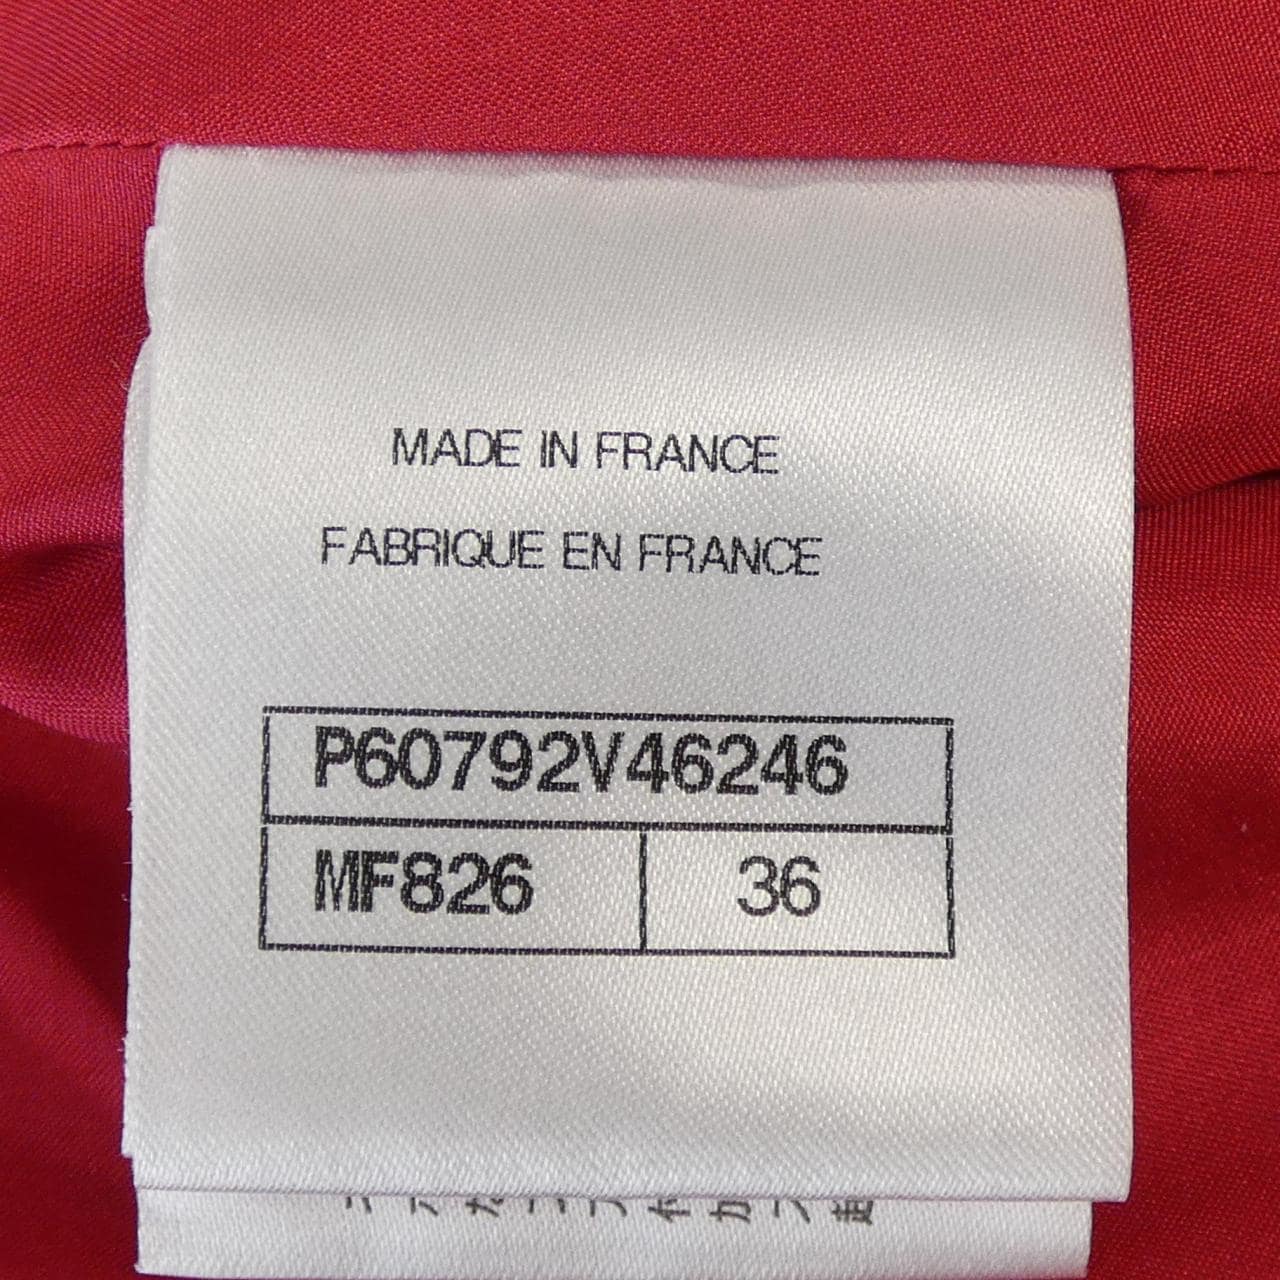 MADE IN FRANCE
FABRIQUE EN FRANCE
P60792V46246
MF826 36